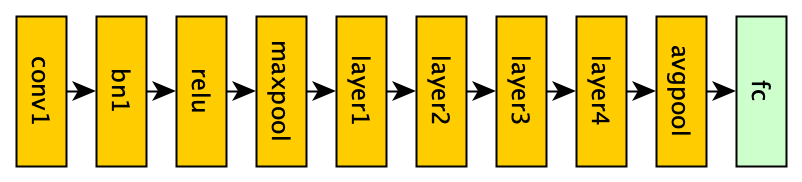 conv1
bn1
relu
maxpool
layer1
layer2
layer3
layer4
avgpool
fc